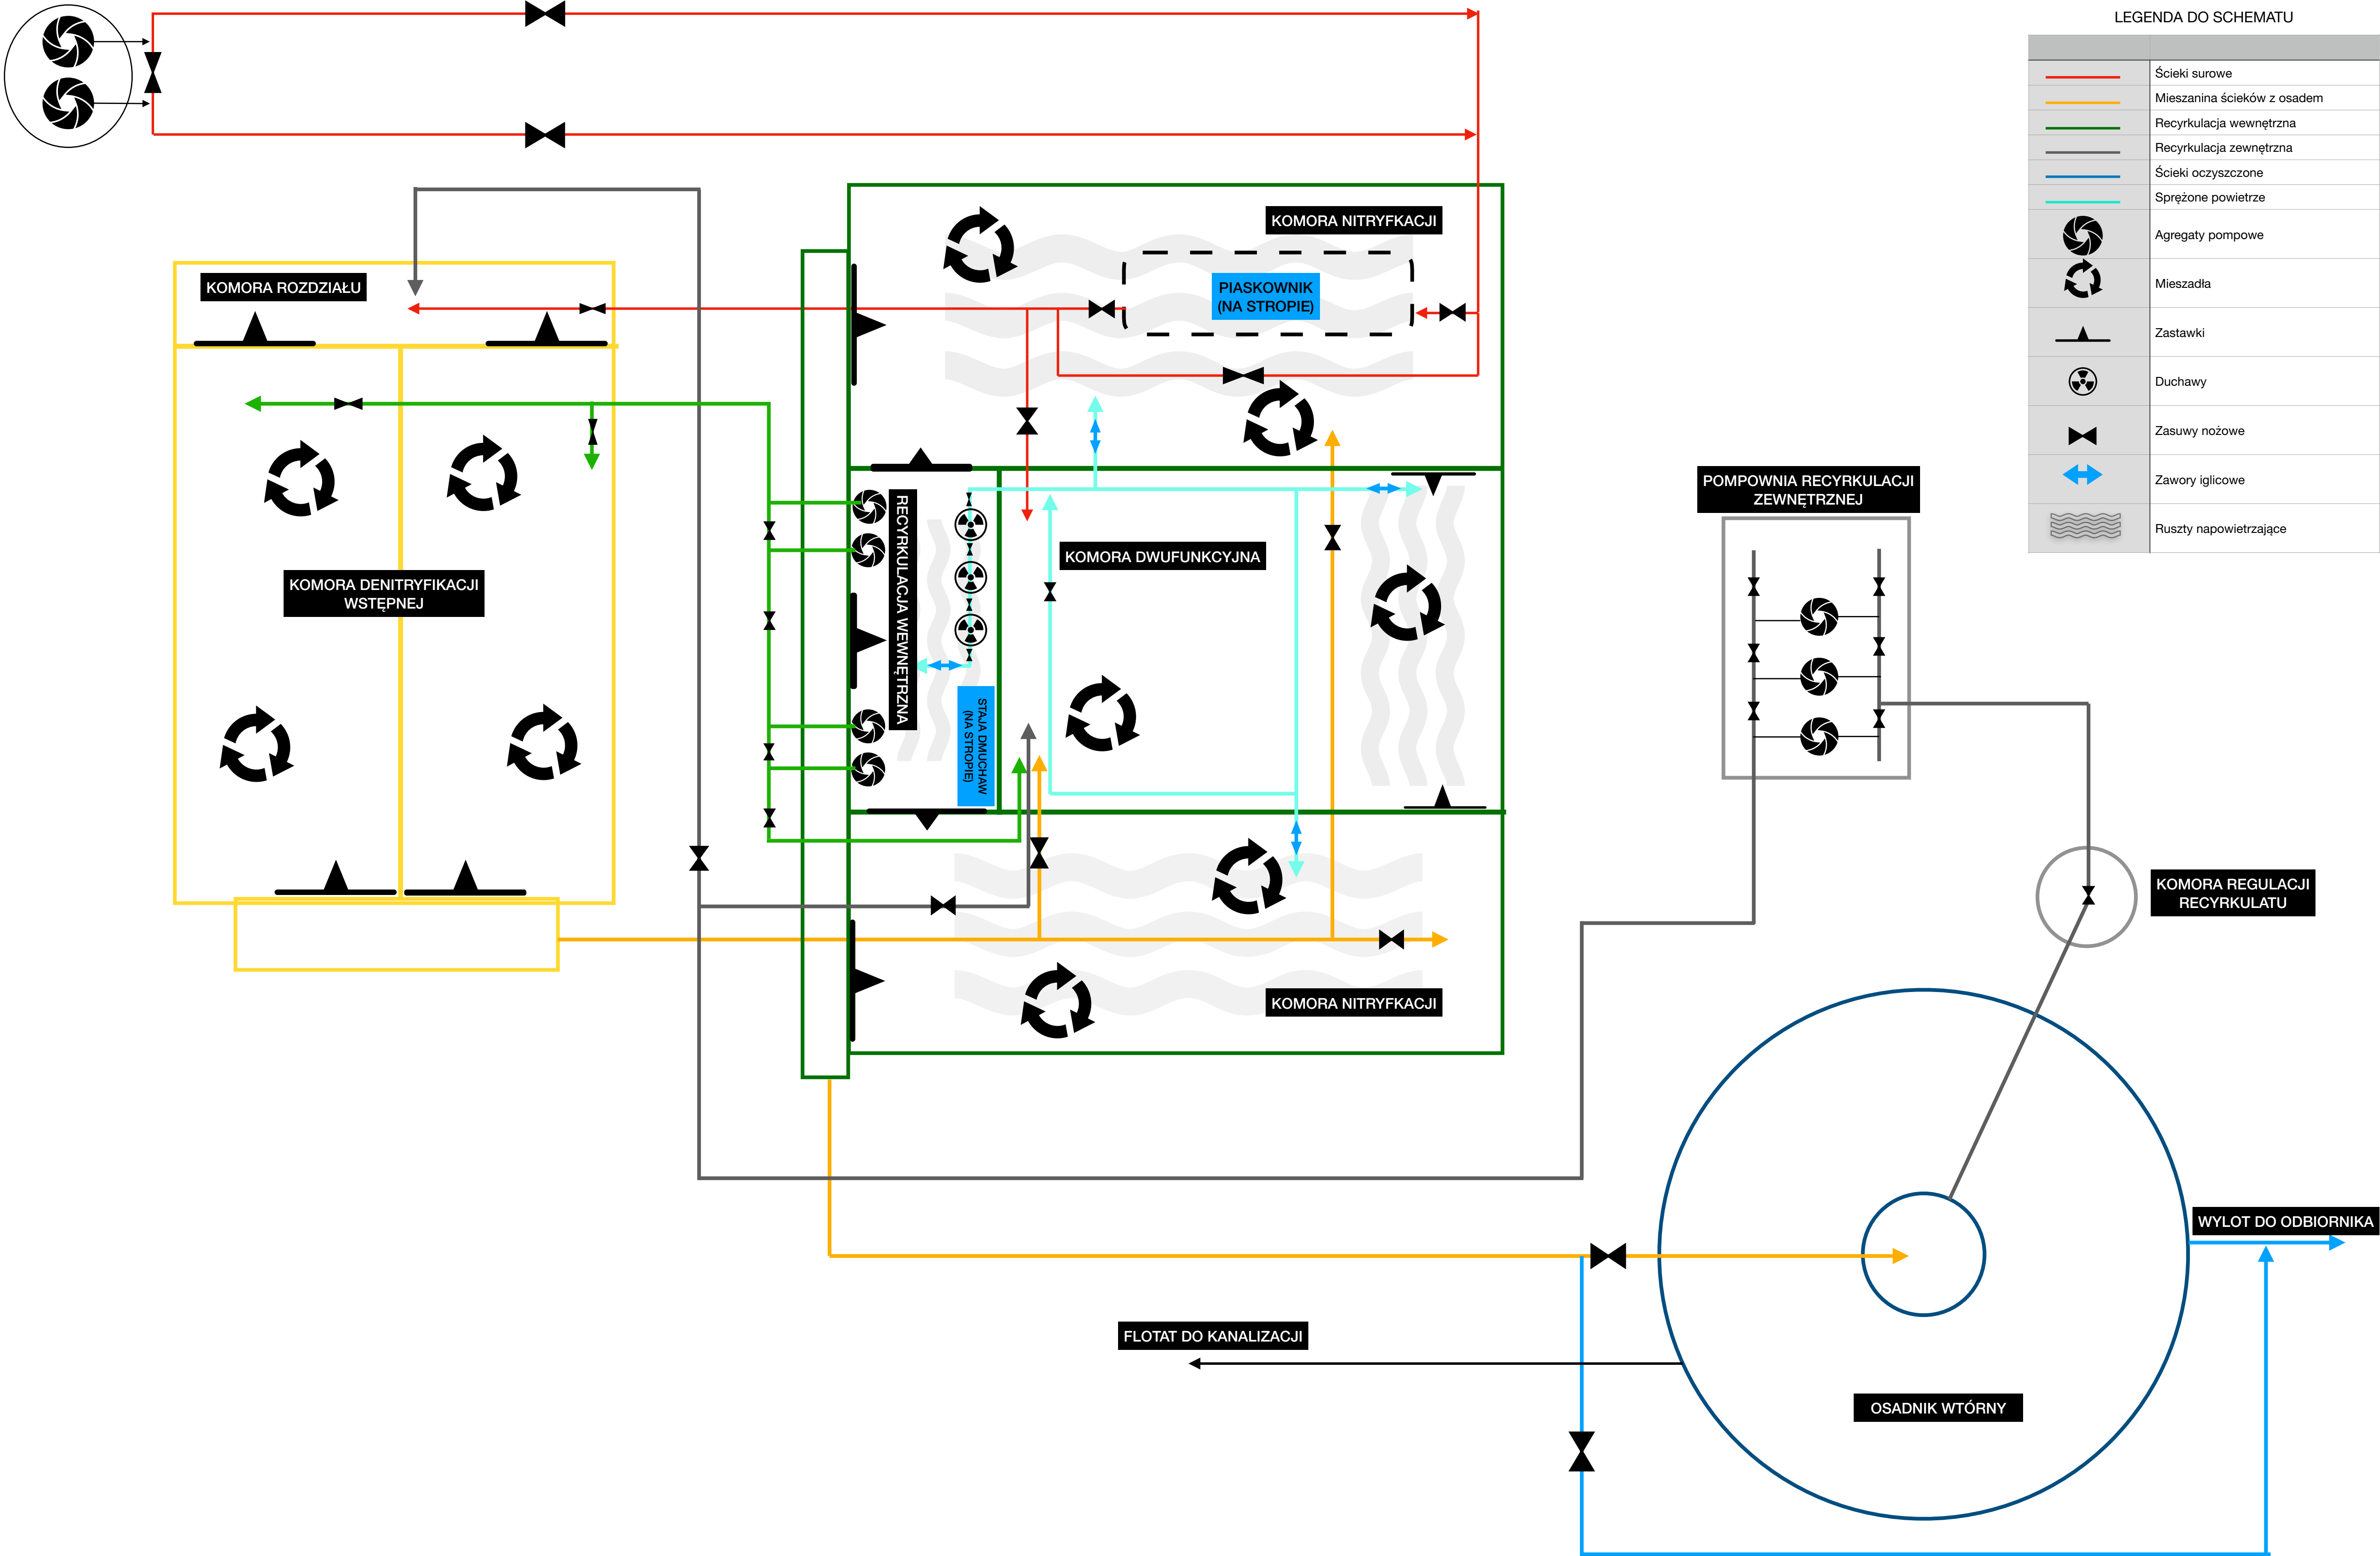 LEGENDA DO SCHEMATU
Ścieki surowe
Mieszanina ścieków z osadem
Recyrkulacja wewnętrzna
Recyrkulacja zewnętrzna
Ścieki oczyszczone
Sprężone powietrze
Agregaty pompowe
Mieszadła
Zastawki
Duchawy
Zasuwy nożowe
Zawory iglicowe
Ruszty napowietrzające
KOMORA NITRYFKACJI
KOMORA ROZDZIAŁU
PIASKOWNIK
(NA STROPIE)
POMPOWNIA RECYRKULACJI
ZEWNĘTRZNEJ
RECYRKULACJA WEWNĘTRZNA
KOMORA DWUFUNKCYJNA
KOMORA DENITRYFIKACJI
WSTĘPNEJ
STAJA DMUCHAW
(NA STROPIE)
KOMORA REGULACJI
RECYRKULATU
KOMORA NITRYFKACJI
WYLOT DO ODBIORNIKA
FLOTAT DO KANALIZACJI
OSADNIK WTÓRNY